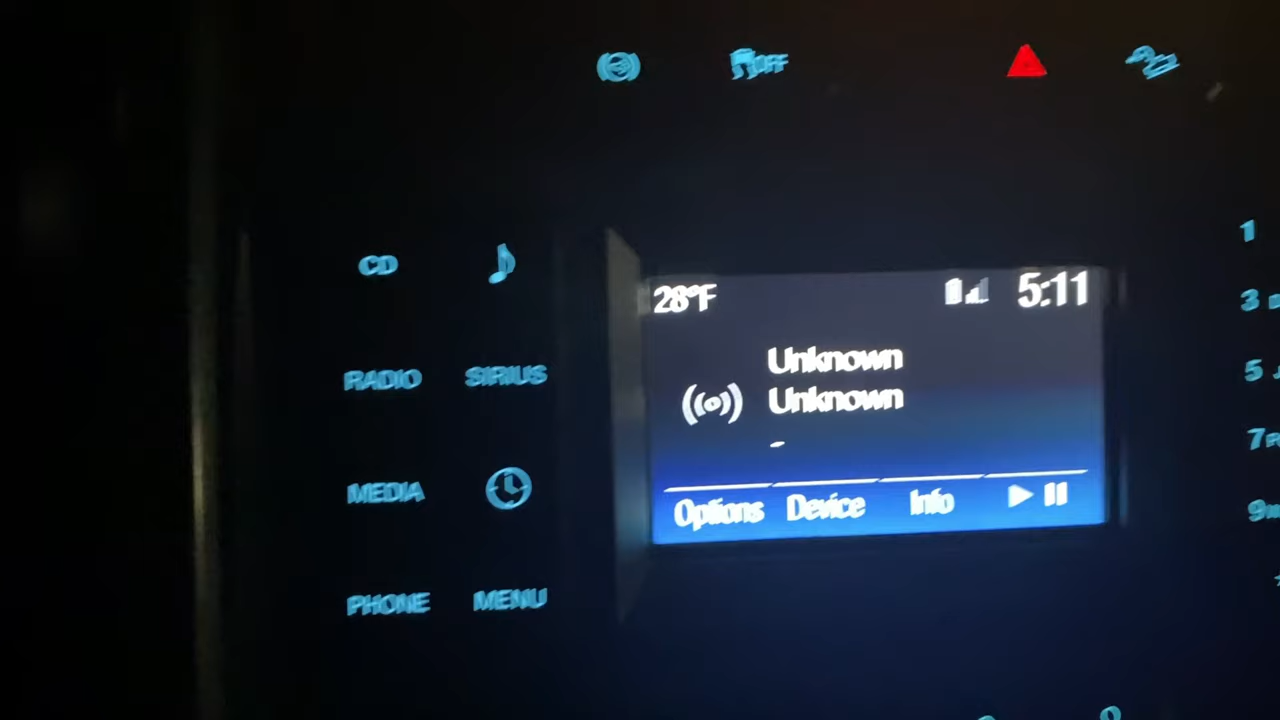 OFF
CD
RADIO SIRIUS
MEDIA
PHONE MENU
28°F 5:11
Unknown
Unknown
-
Options Device Info
1
3
5
7
9